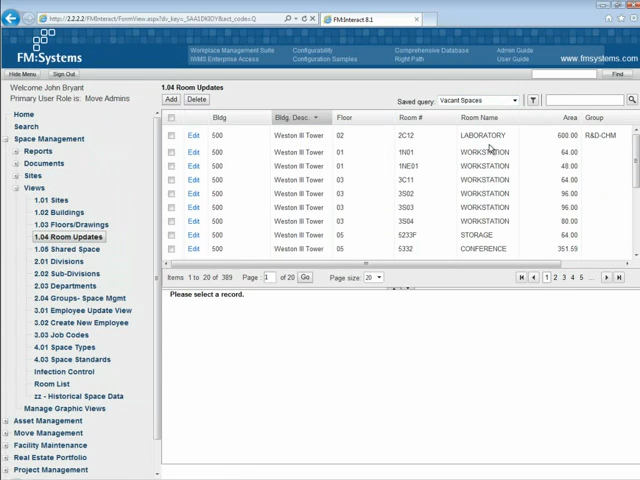 http://2.2.2.2/FMInteract/FormView.aspx?dv_key=_SAA1DKIOY&act_code=Q
FM:Interact 8.1
FM:Systems
Workplace Management Suite
Configurability
Comprehensive Database
Admin Guide
IWMS Enterprise Access
Configuration Samples
Right Path
User Guide
www.fmsystems.com
Hide Menu
Sign Out
Find
Welcome John Bryant
Primary User Role is: Move Admins
Home
Search
Space Management
Reports
Documents
Sites
Views
1.01 Sites
1.02 Buildings
1.03 Floors/Drawings
1.04 Room Updates
1.05 Shared Space
2.01 Divisions
2.02 Sub-Divisions
2.03 Departments
2.04 Groups- Space Mgmt
3.01 Employee Update View
3.02 Create New Employee
3.03 Job Codes
4.01 Space Types
4.03 Space Standards
Infection Control
Room List
zz - Historical Space Data
Manage Graphic Views
Asset Management
Move Management
Facility Maintenance
Real Estate Portfolio
Project Management
1.04 Room Updates
Add
Delete
Saved query:
Vacant Spaces
Bldg Bldg. Desc. Floor Room # Room Name Area Group
Edit 500 Weston III Tower 02 2C12 LABORATORY 600.00 R&D-CHM
Edit 500 Weston III Tower 01 1N01 WORKSTATION 64.00
Edit 500 Weston III Tower 01 1NE01 WORKSTATION 48.00
Edit 500 Weston III Tower 03 3C11 WORKSTATION 64.00
Edit 500 Weston III Tower 03 3S02 WORKSTATION 96.00
Edit 500 Weston III Tower 03 3S03 WORKSTATION 96.00
Edit 500 Weston III Tower 03 3S04 WORKSTATION 80.00
Edit 500 Weston III Tower 05 5233F STORAGE 64.00
Edit 500 Weston III Tower 05 5332 CONFERENCE 351.59
Items 1 to 20 of 389 Page : 1 of 20 Go Page size: 20 1 2 3 4 5 ...
Please select a record.